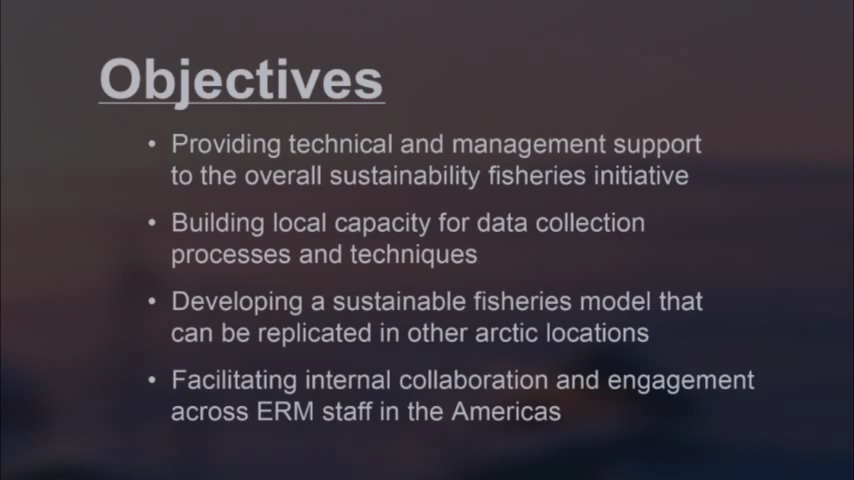 Objectives
• Providing technical and management support
to the overall sustainability fisheries initiative
• Building local capacity for data collection
processes and techniques
• Developing a sustainable fisheries model that
can be replicated in other arctic locations
• Facilitating internal collaboration and engagement
across ERM staff in the Americas